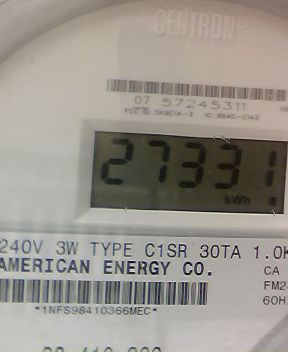 CENTRON®
07 57245311
27331
kWh
240V 3W TYPE C1SR 30TA 1.0K
AMERICAN ENERGY CO.
CA
FM2
60H
*1NFS98410366MEC*